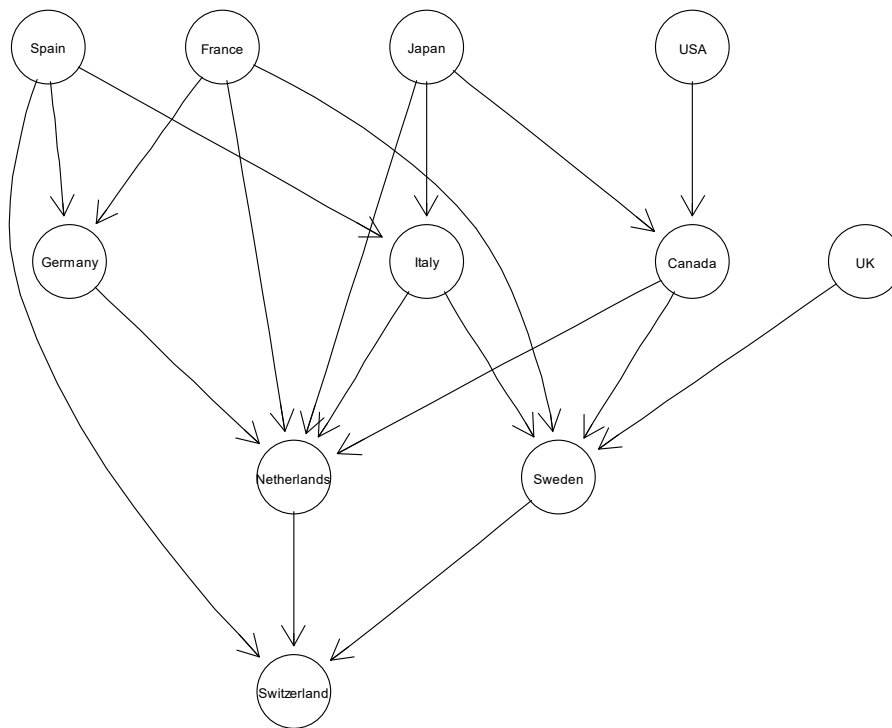 Spain
France
Japan
USA
Germany
Italy
Canada
UK
Netherlands
Sweden
Switzerland